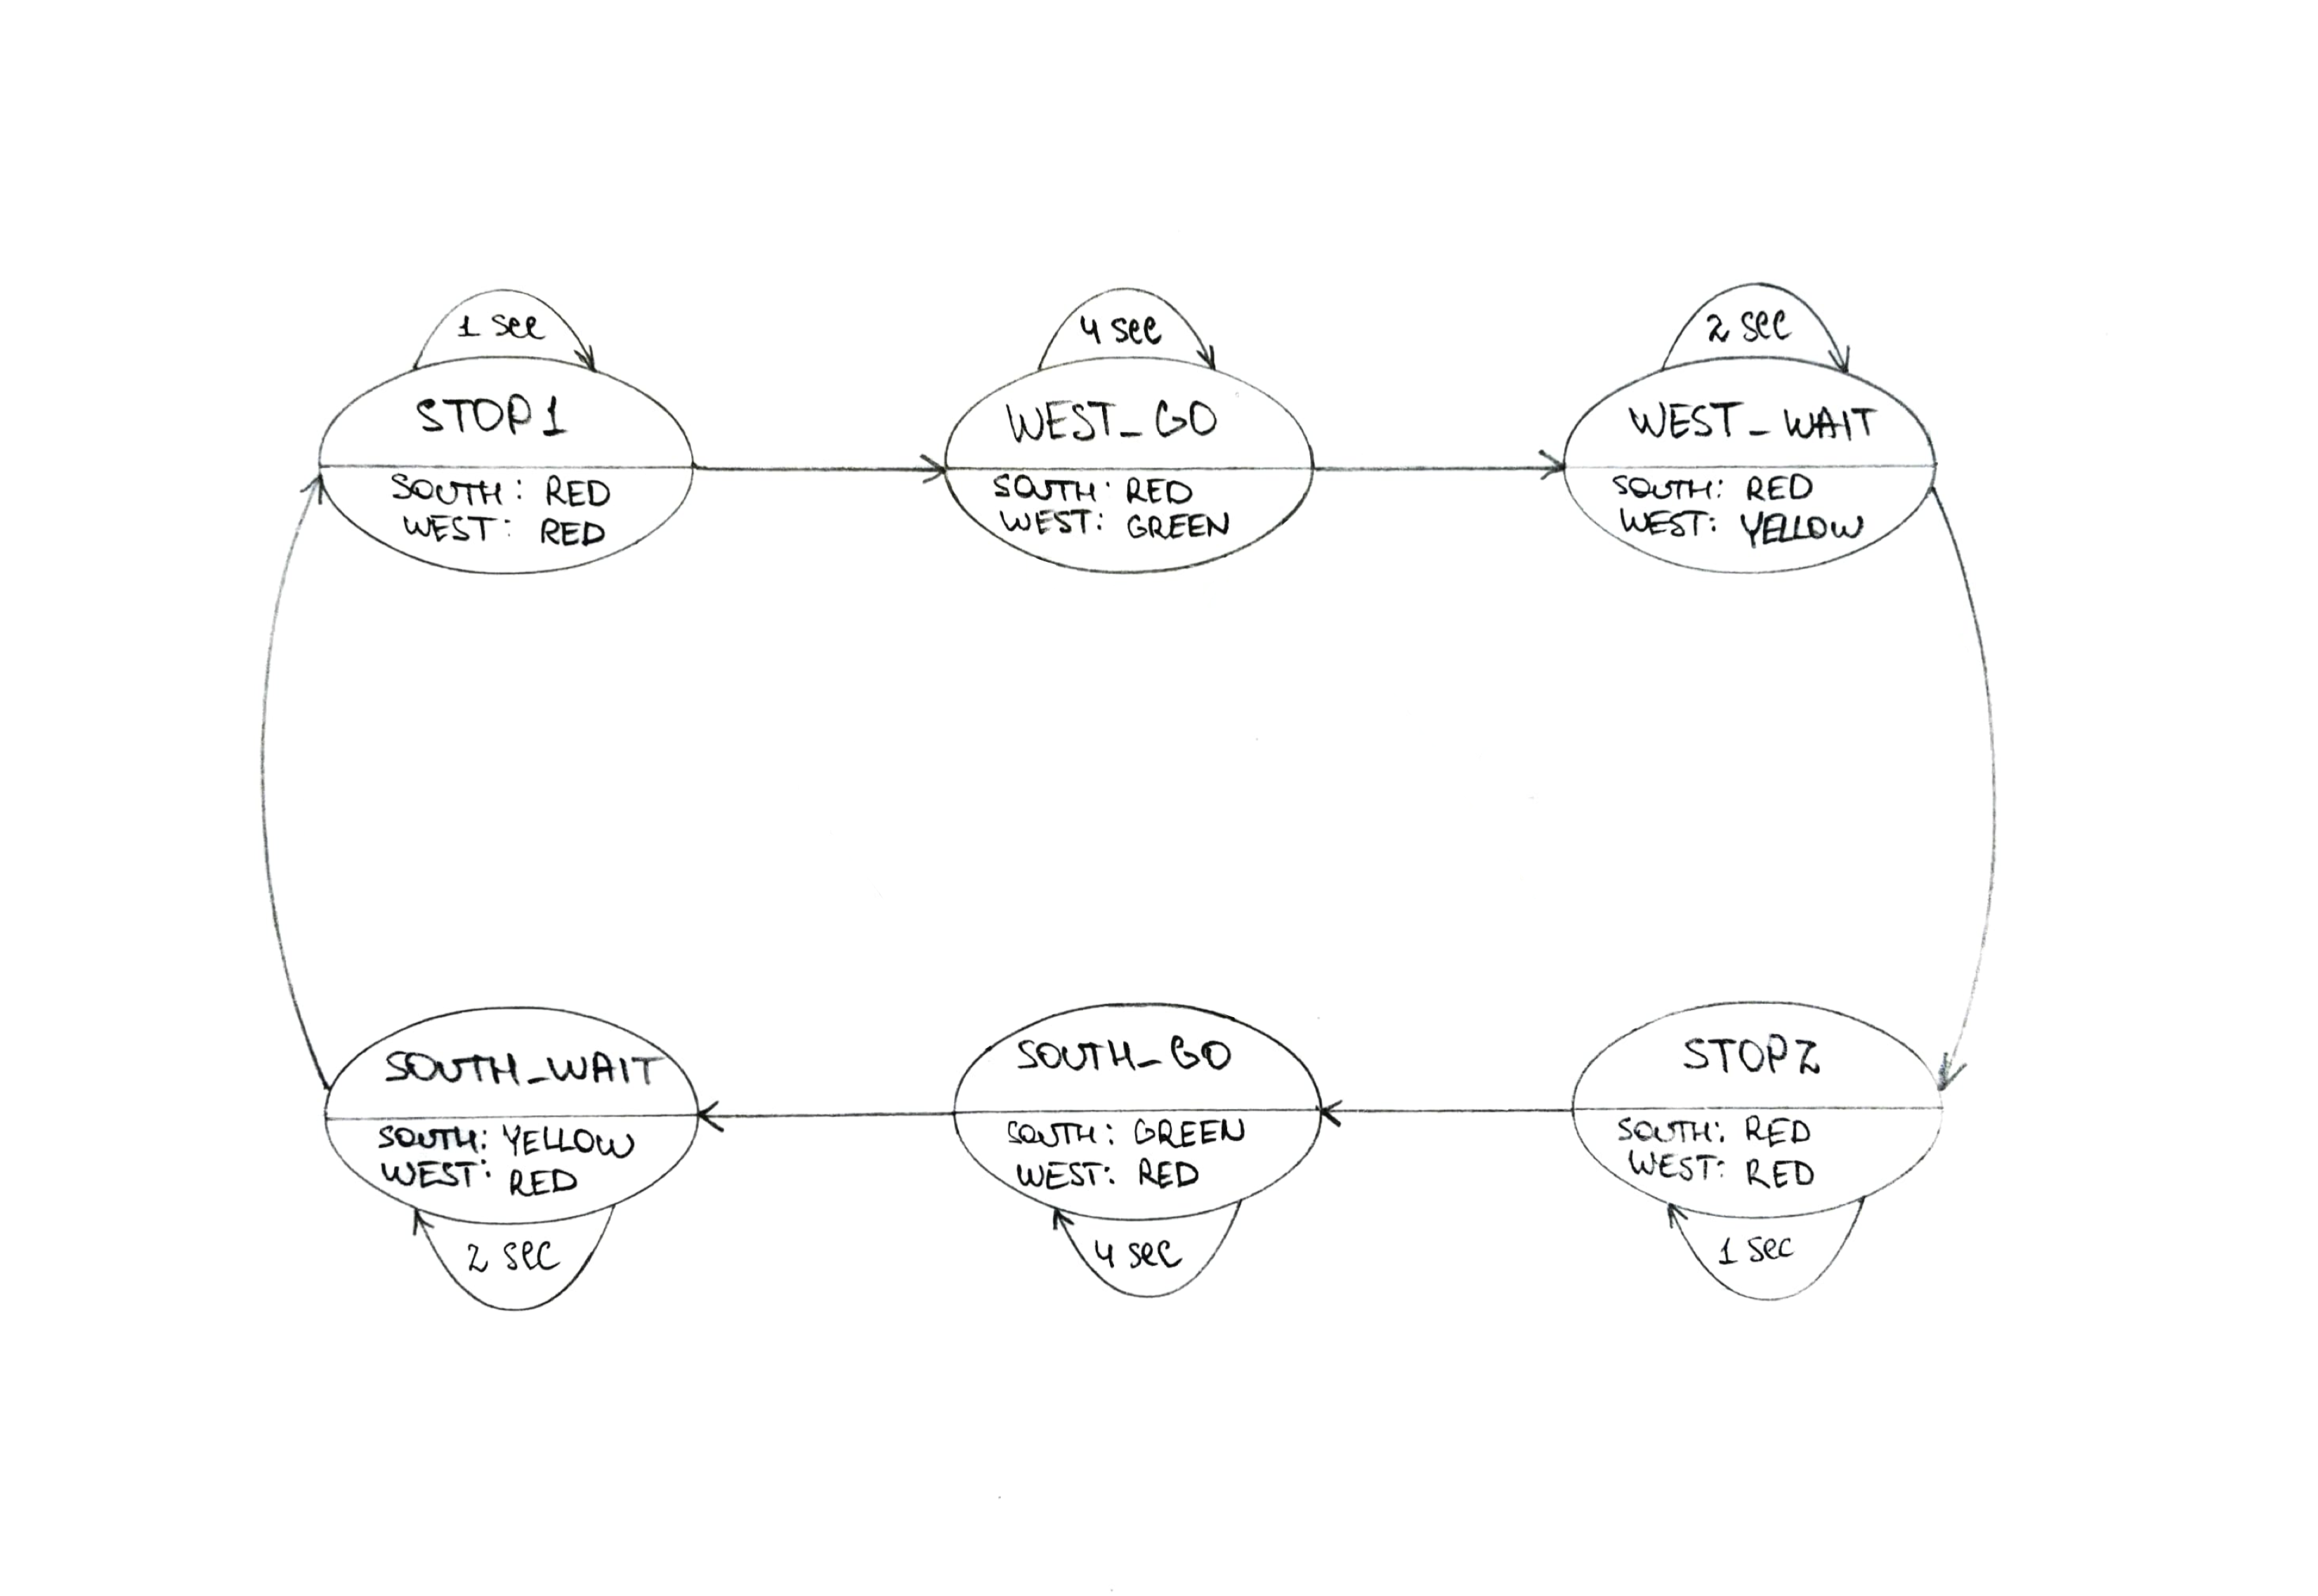 1 sec
STOP1
SOUTH: RED
WEST: RED
4 sec
WEST_GO
SOUTH: RED
WEST: GREEN
2 sec
WEST_WAIT
SOUTH: RED
WEST: YELLOW
SOUTH_WAIT
SOUTH: YELLOW
WEST: RED
2 sec
SOUTH_GO
SOUTH: GREEN
WEST: RED
4 sec
STOP2
SOUTH: RED
WEST: RED
1 sec